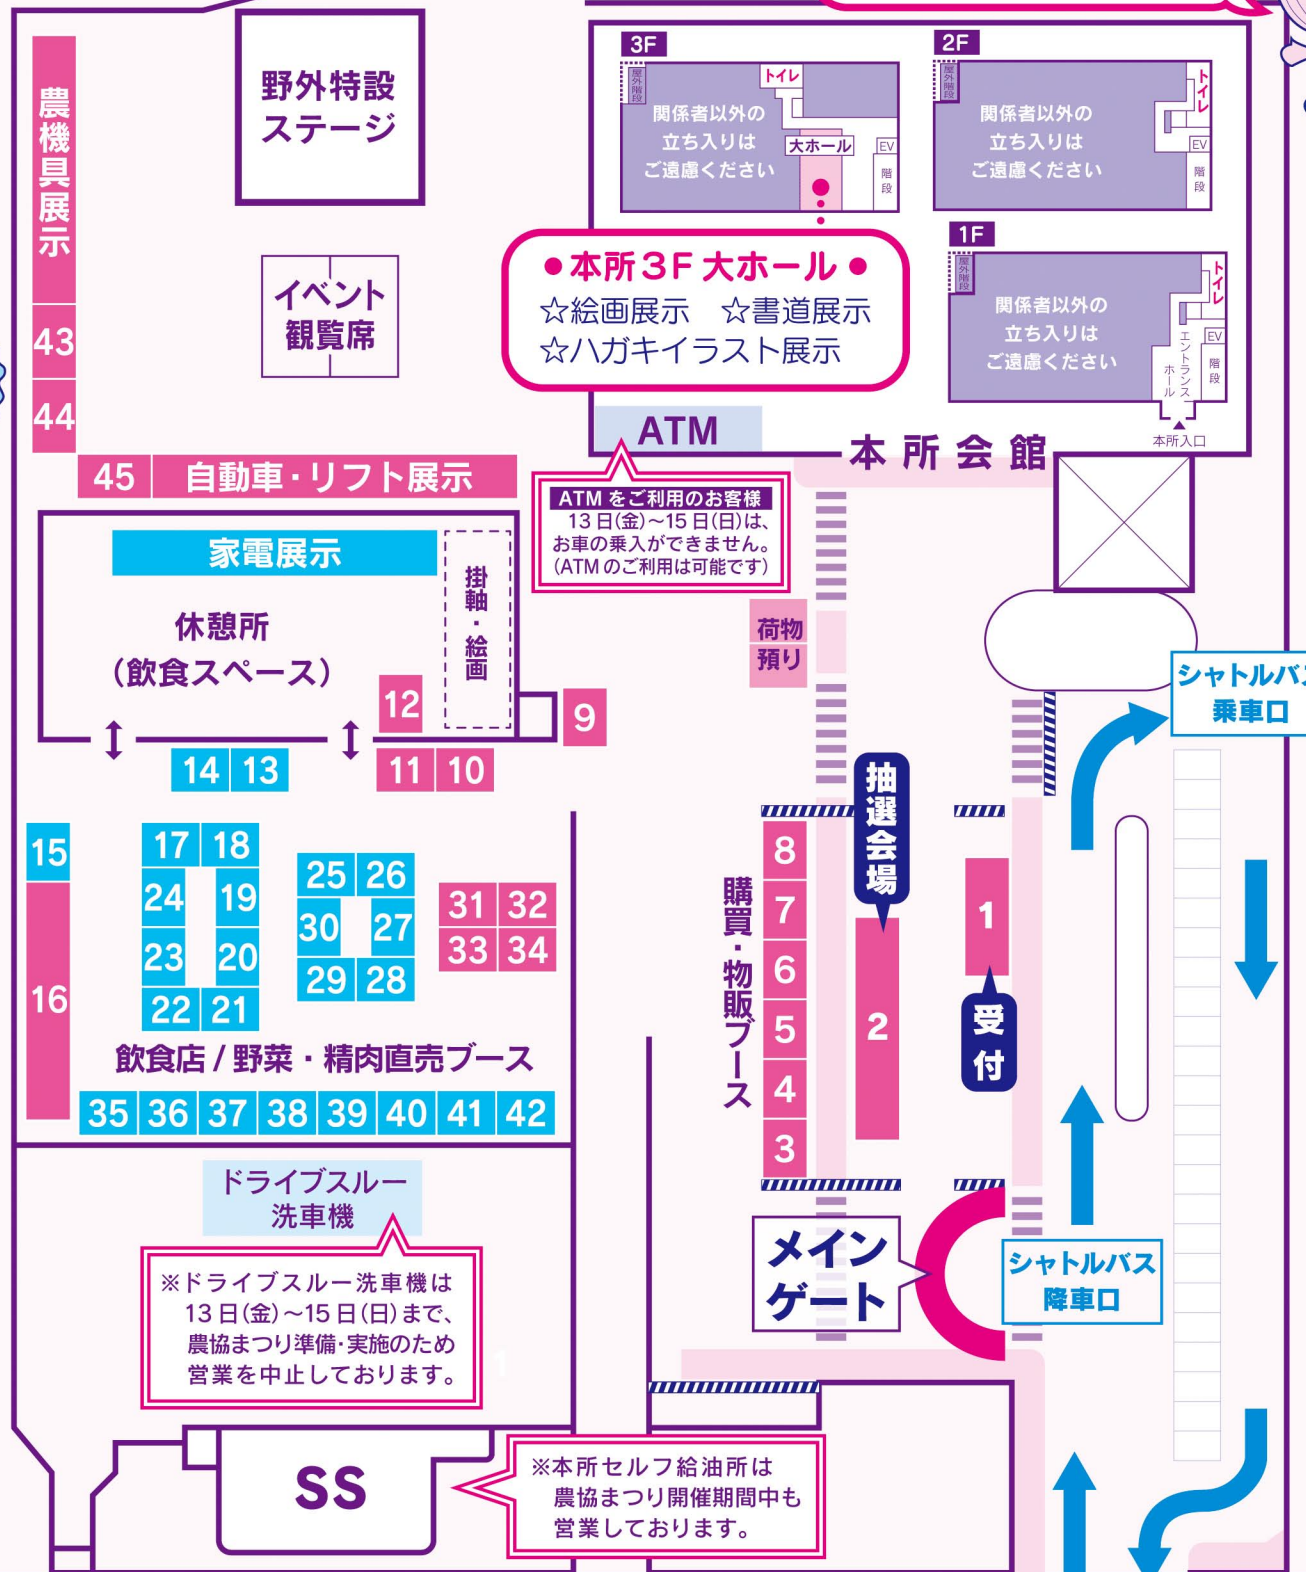 野外特設
ステージ
農機具展示
43
44
イベント
観覧席
3F
屋外階段
トイレ
関係者以外の
立ち入りは
ご遠慮ください
大ホール
EV
階段
2F
屋外階段
トイレ
関係者以外の
立ち入りは
ご遠慮ください
EV
階段
1F
屋外階段
トイレ
関係者以外の
立ち入りは
ご遠慮ください
EV
階段
エントランス
ホール
本所入口
●本所3F 大ホール●
☆絵画展示 ☆書道展示
☆ハガキイラスト展示
ATM
本所会館
ATMをご利用のお客様
13日(金)～15日(日)は、
お車の乗入ができません。
(ATMのご利用は可能です)
45 自動車・リフト展示
家電展示
休憩所
(飲食スペース)
掛軸・絵画
12
9
14 13
11 10
荷物
預り
シャトルバス
乗車口
15
16
17 18
24 19
23 20
22 21
25 26
30 27
29 28
31 32
33 34
飲食店/野菜・精肉直売ブース
35 36 37 38 39 40 41 42
購買・物販ブース
8
7
6
5
4
3
抽選会場
2
1
受付
メイン
ゲート
シャトルバス
降車口
ドライブスルー
洗車機
※ドライブスルー洗車機は
13日(金)～15日(日)まで、
農協まつり準備・実施のため
営業を中止しております。
1
SS
※本所セルフ給油所は
農協まつり開催期間中も
営業しております。